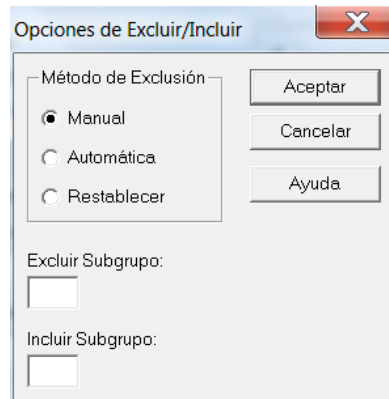 Opciones de Excluir/Incluir
Método de Exclusión
Manual
Automática
Restablecer
Aceptar
Cancelar
Ayuda
Excluir Subgrupo:
Incluir Subgrupo: